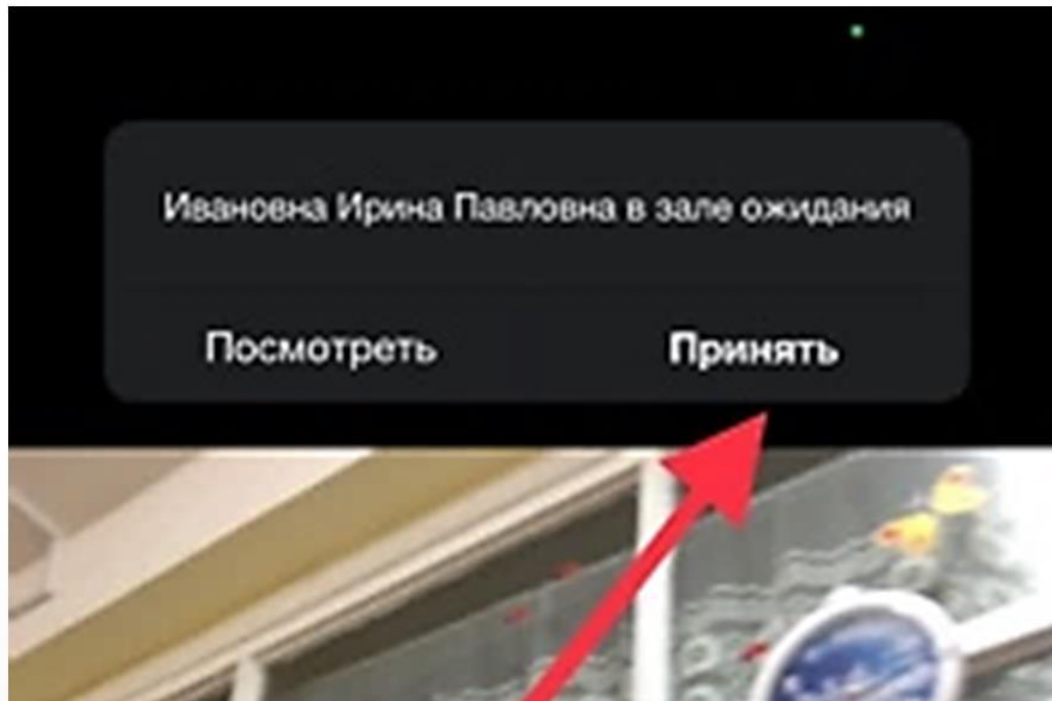 Ивановна Ирина Павловна в зале ожидания
Посмотреть
Принять